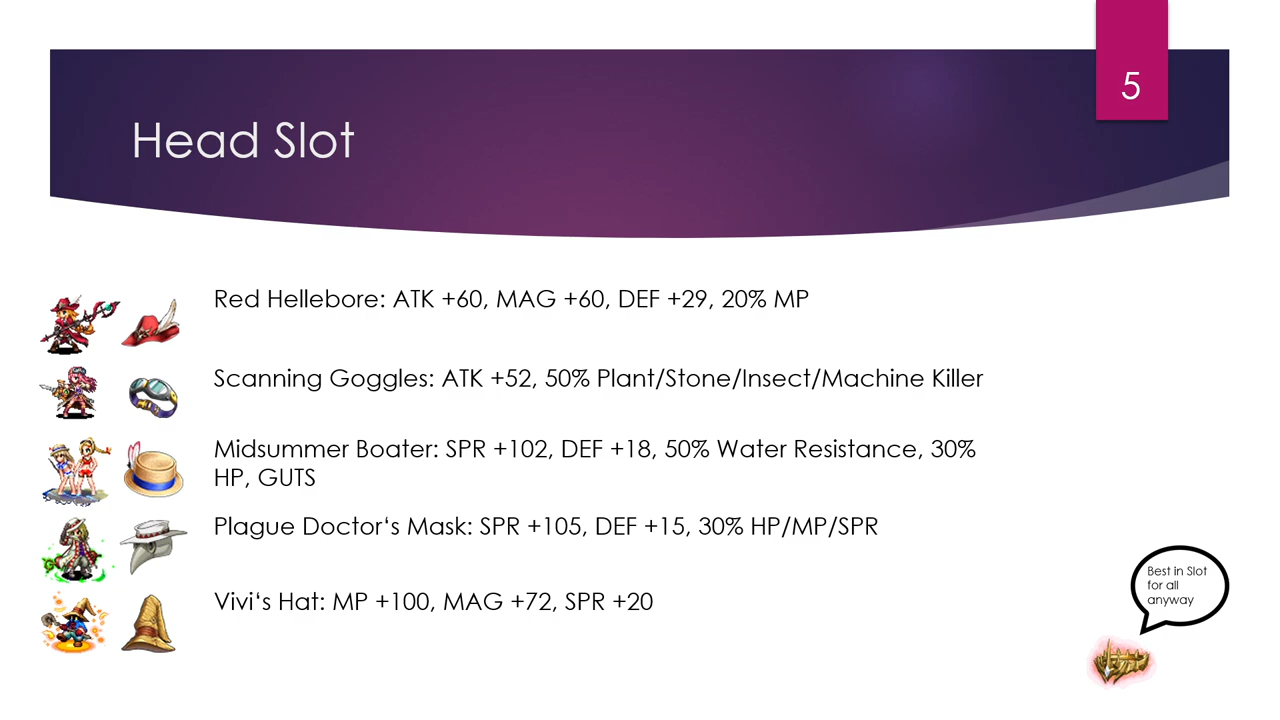 5
Head Slot
Red Hellebore: ATK +60, MAG +60, DEF +29, 20% MP
Scanning Goggles: ATK +52, 50% Plant/Stone/Insect/Machine Killer
Midsummer Boater: SPR +102, DEF +18, 50% Water Resistance, 30%
HP, GUTS
Plague Doctor‘s Mask: SPR +105, DEF +15, 30% HP/MP/SPR
Vivi‘s Hat: MP +100, MAG +72, SPR +20
Best in Slot
for all
anyway